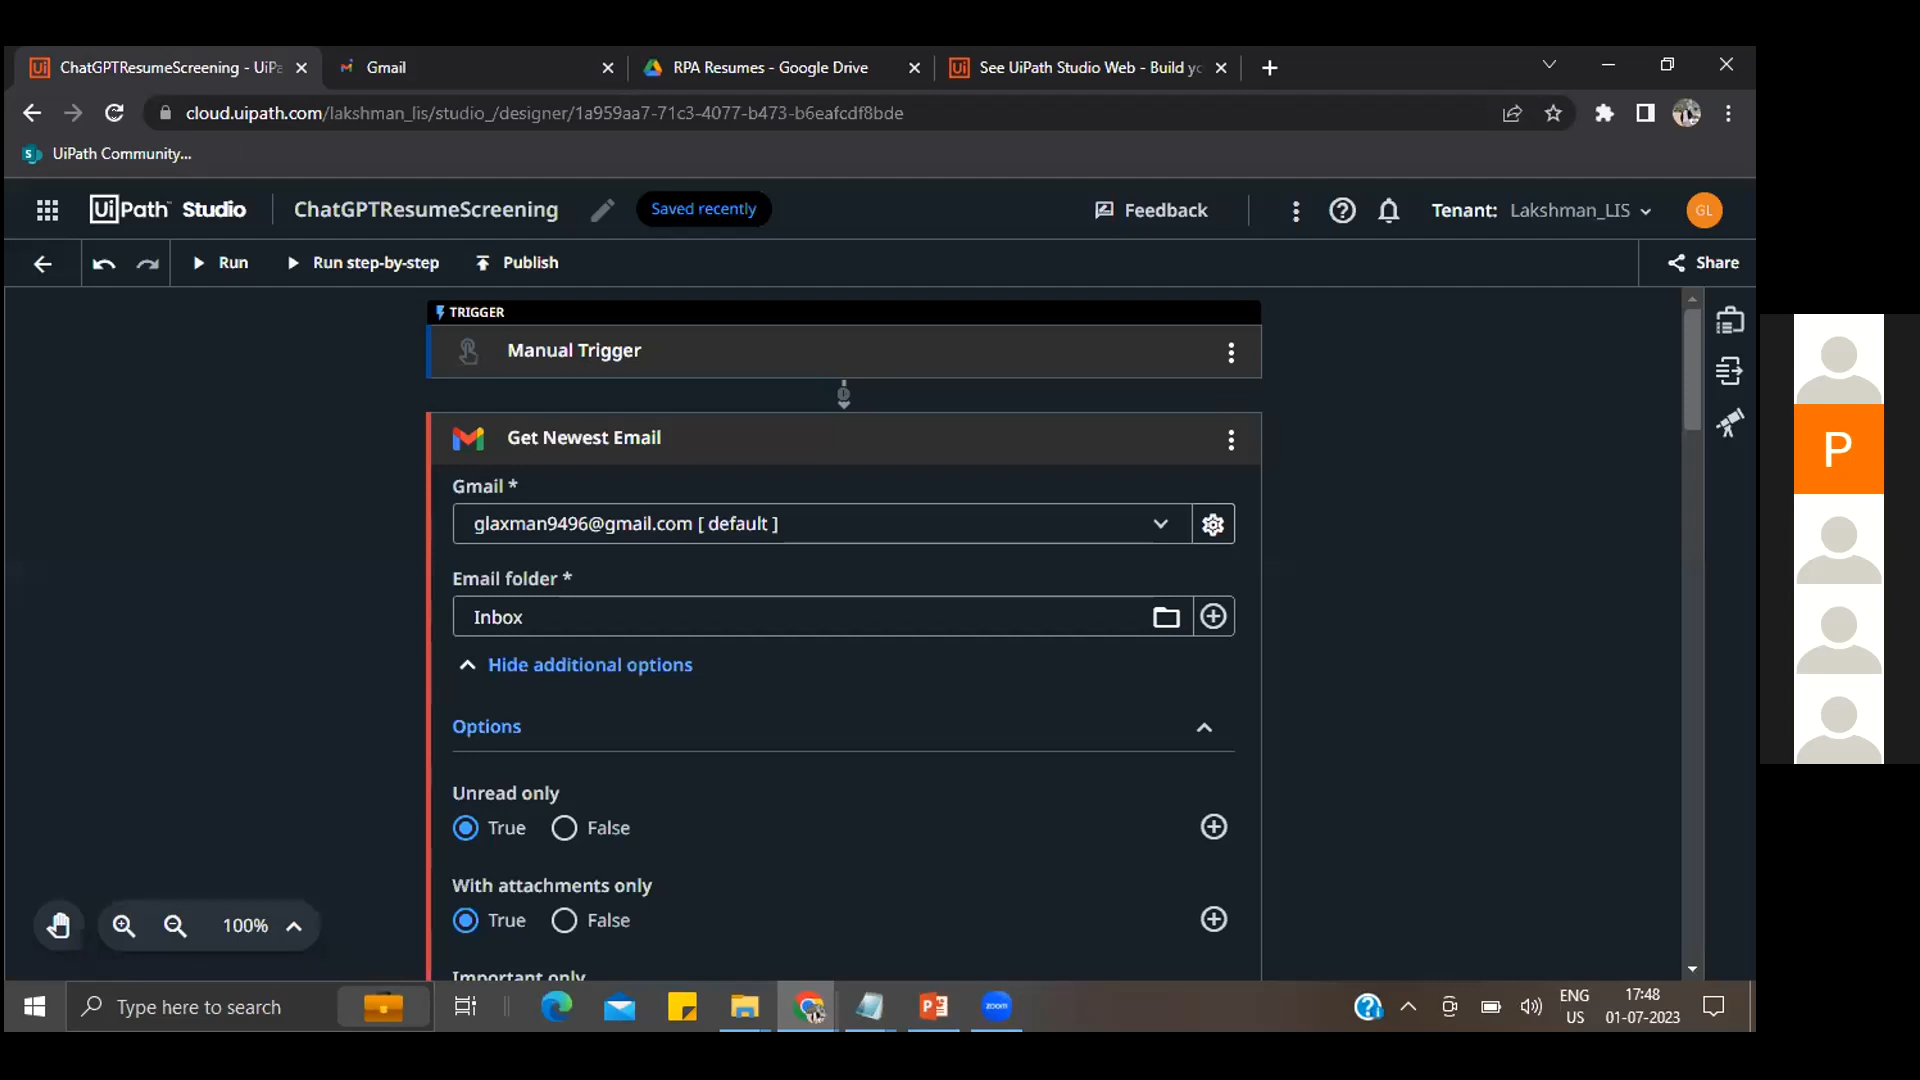 ChatGPTResumeScreening - UiPa
Gmail
RPA Resumes - Google Drive
See UiPath Studio Web - Build yo
cloud.uipath.com/lakshman_lis/studio_/designer/1a959aa7-71c3-4077-b473-b6eafcdf8bde
S
UiPath Community...
UiPath Studio
ChatGPTResumeScreening
Saved recently
Feedback
Tenant: Lakshman_LIS
GL
Run
Run step-by-step
Publish
Share
TRIGGER
Manual Trigger
Get Newest Email
Gmail *
glaxman9496@gmail.com [ default ]
Email folder *
Inbox
Hide additional options
Options
Unread only
True
False
With attachments only
True
False
Important only
100%
P
Type here to search
zoom
ENG
US
17:48
01-07-2023